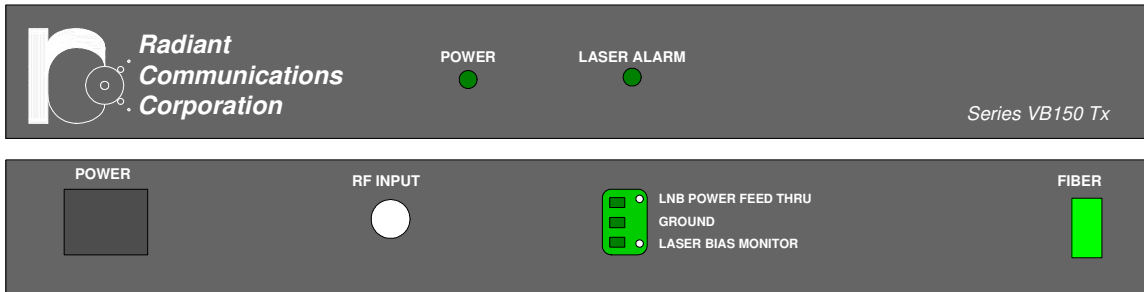 Radiant
Communications
Corporation
POWER
LASER ALARM
Series VB150 Tx
POWER
RF INPUT
LNB POWER FEED THRU
GROUND
LASER BIAS MONITOR
FIBER